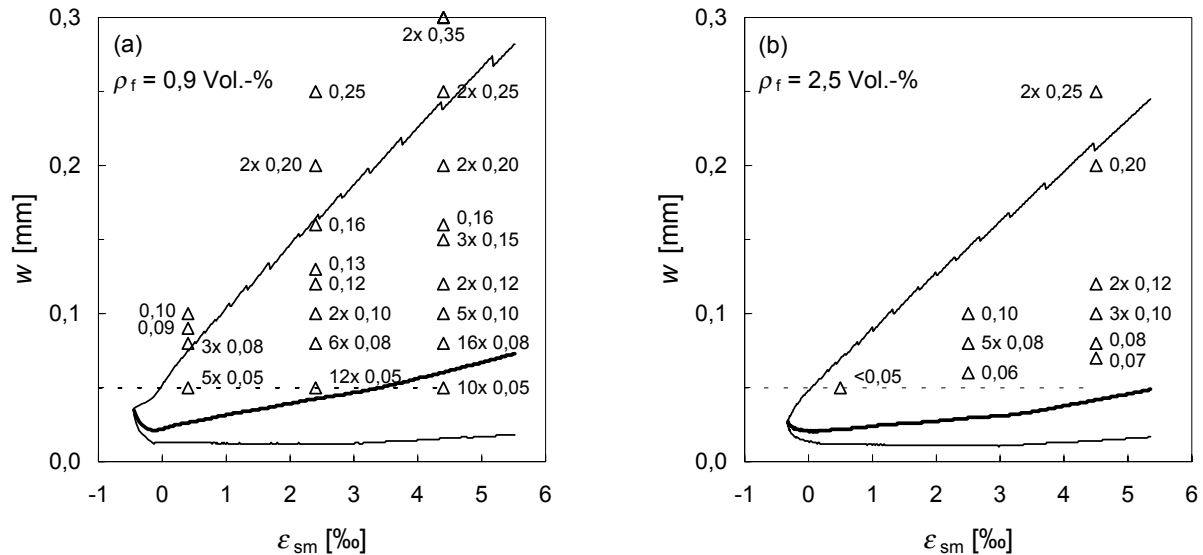 (a)
ρf = 0,9 Vol.-%
w [mm]
0,3
0,2
0,1
0,0
-1 0 1 2 3 4 5 6
εsm [‰]
2x 0,35
0,25
2x 0,25
2x 0,20
2x 0,20
0,16
0,16
3x 0,15
0,13
0,12
2x 0,12
0,10
2x 0,10
5x 0,10
0,09
3x 0,08
6x 0,08
16x 0,08
5x 0,05
12x 0,05
10x 0,05
(b)
ρf = 2,5 Vol.-%
w [mm]
0,3
0,2
0,1
0,0
-1 0 1 2 3 4 5 6
εsm [‰]
2x 0,25
0,20
2x 0,12
0,10
3x 0,10
5x 0,08
0,08
0,07
0,06
<0,05